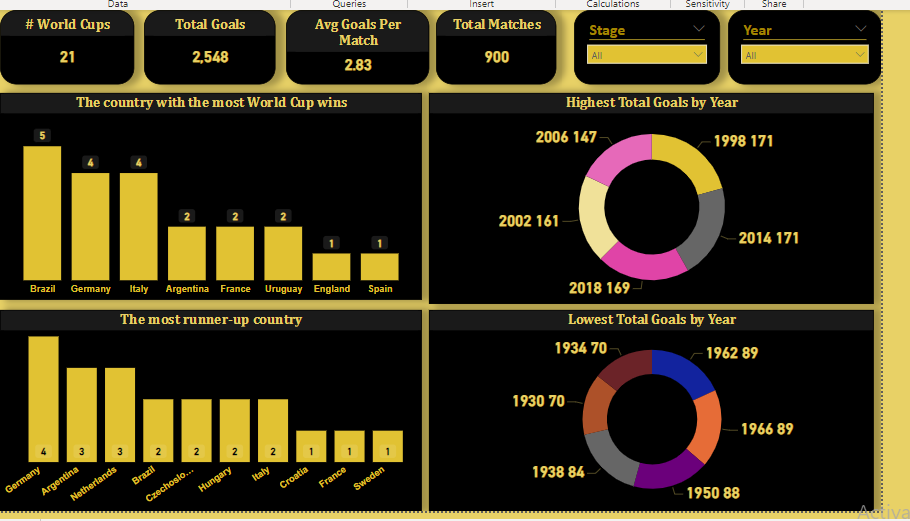 Data Queries Insert Calculations Sensitivity Share
# World Cups
21
Total Goals
2,548
Avg Goals Per
Match
2.83
Total Matches
900
Stage
All
Year
All
The country with the most World Cup wins
5
4
4
2
2
2
1
1
Brazil Germany Italy Argentina France Uruguay England Spain
Highest Total Goals by Year
2006 147
1998 171
2002 161
2014 171
2018 169
The most runner-up country
4
3
3
2
2
2
2
1
1
1
Germany
Argentina
Netherlands
Brazil
Czechoslo...
Hungary
Italy
Croatia
France
Sweden
Lowest Total Goals by Year
1934 70
1962 89
1930 70
1966 89
1938 84
1950 88
Activa